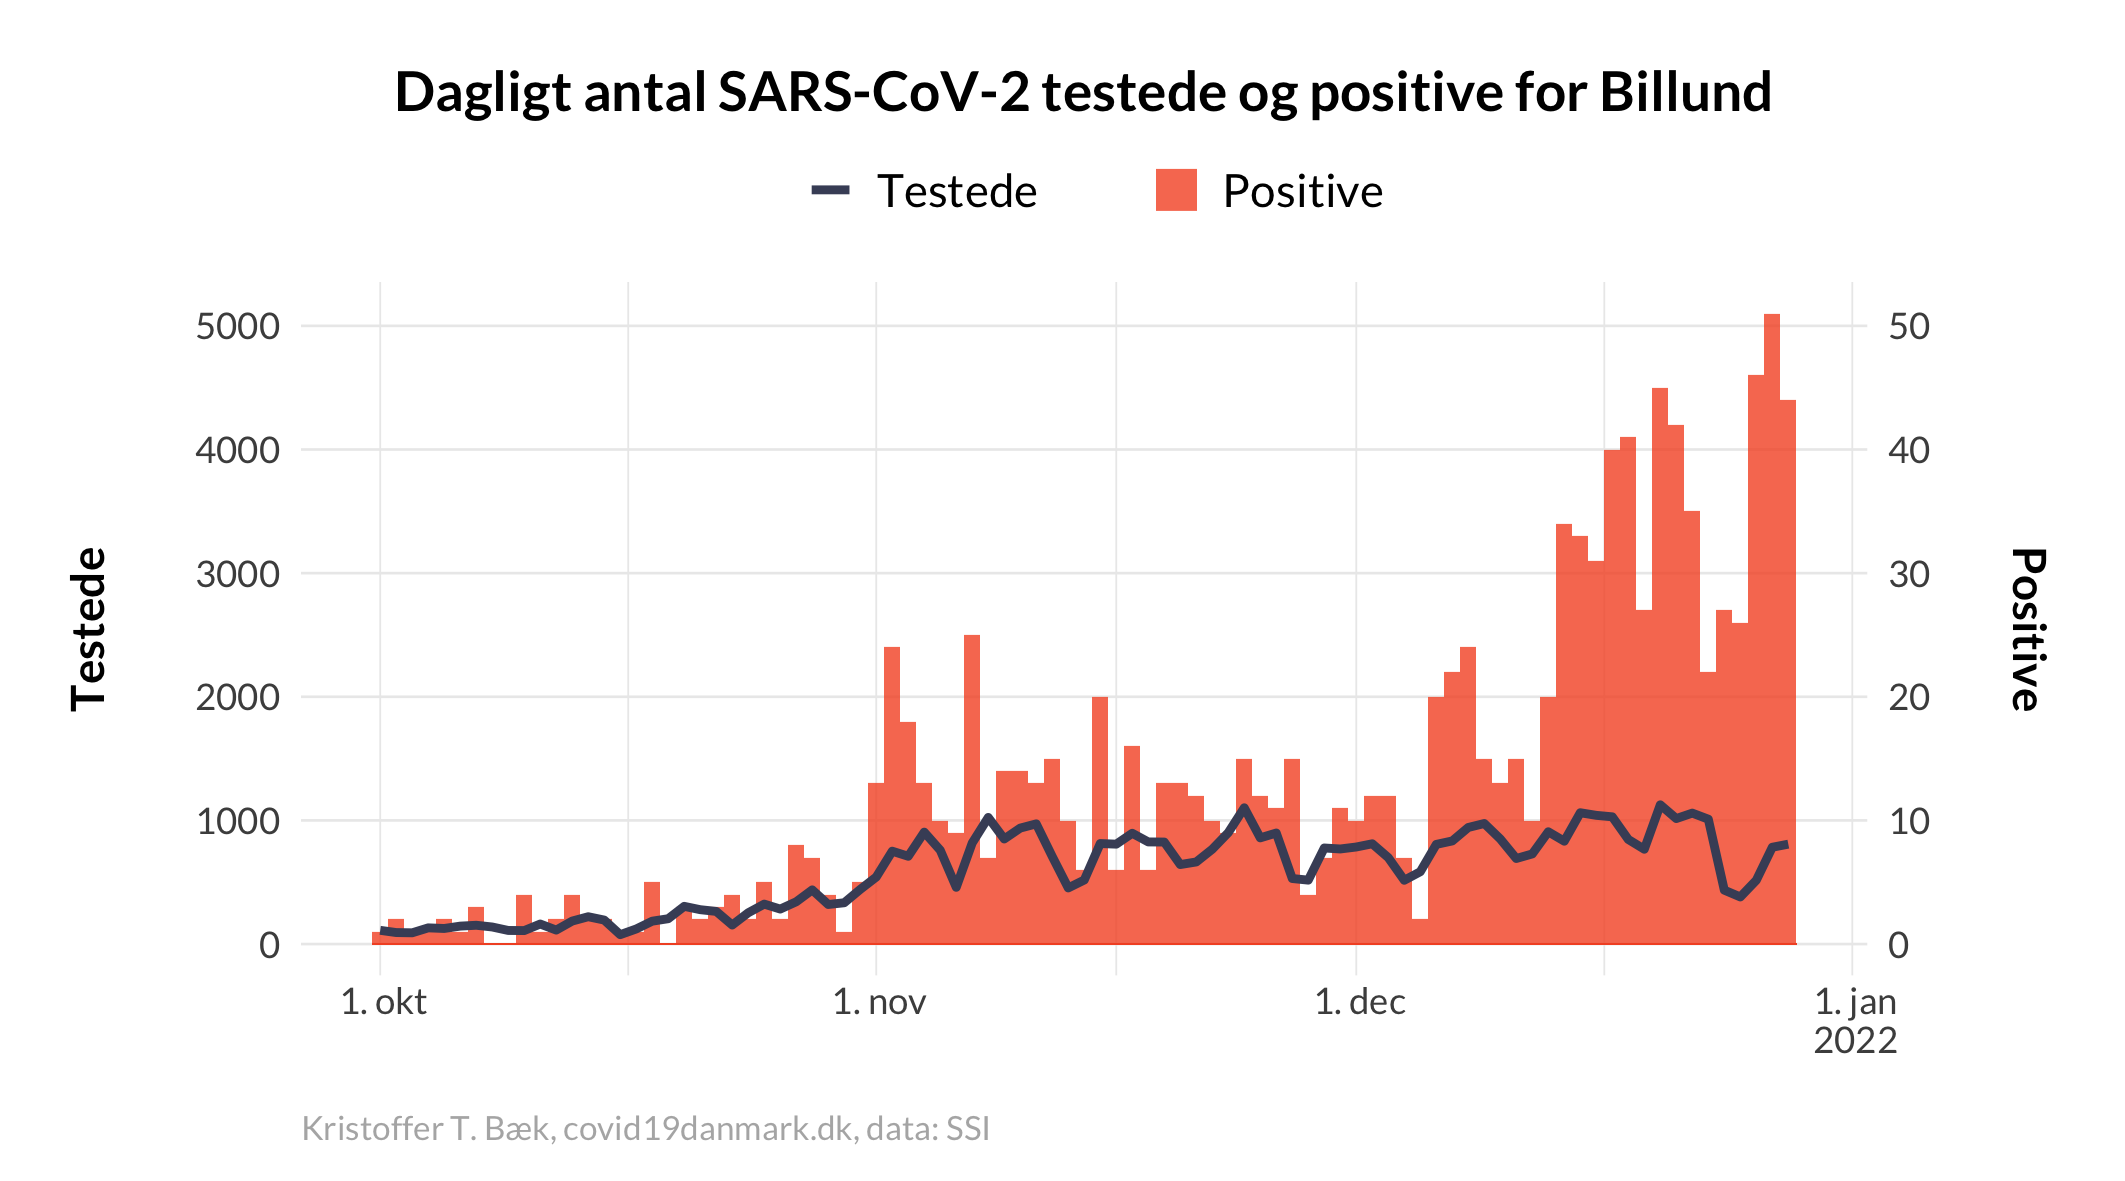 Dagligt antal SARS-CoV-2 testede og positive for Billund
Testede Positive
5000 50
4000 40
3000 30
2000 20
1000 10
0 0
Testede
Positive
1. okt 1. nov 1. dec 1. jan
2022
Kristoffer T. Bæk, covid19danmark.dk, data: SSI